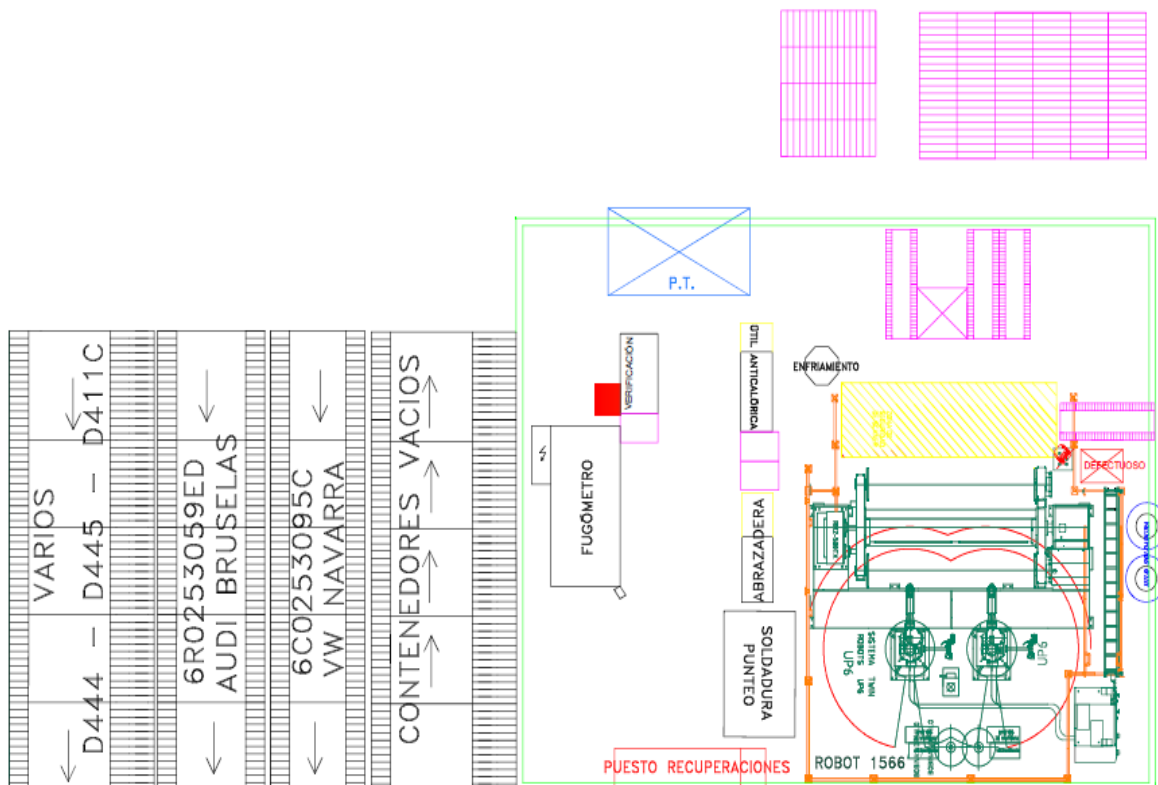 P.T.
VARIOS
D444 — D445 — D411C
6R0253059ED
AUDI BRUSELAS
6C0253095C
VW NAVARRA
CONTENEDORES VACIOS
VERIFICACIÓN
FUGÓMETRO
ÚTIL ANTICALÓRICA
ABRAZADERA
SOLDADURA
PUNTEO
ENFRIAMIENTO
DEFECTUOSO
SISTEMA TWIN
ROBOTS UP6
UP6
UP6
PUESTO RECUPERACIONES
ROBOT 1566